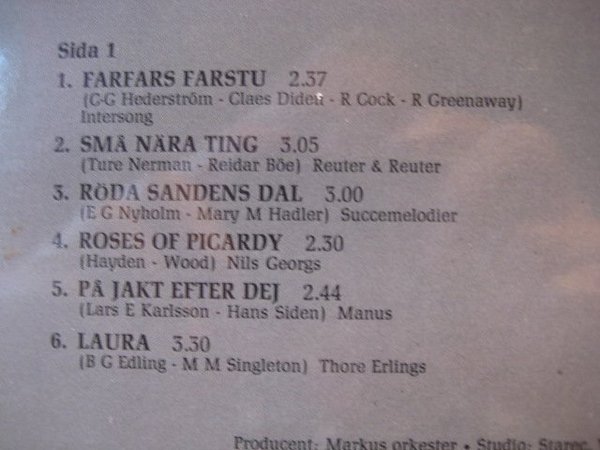 Sida 1
1. FARFARS FARSTU 2.37
(C-G Hederström - Claes Diden - R Cock - R Greenaway)
Intersong
2. SMÅ NÄRA TING 3.05
(Ture Nerman - Reidar Böe) Reuter & Reuter
3. RÖDA SANDENS DAL 3.00
(E G Nyholm - Mary M Hadler) Succemelodier
4. ROSES OF PICARDY 2.30
(Hayden - Wood) Nils Georgs
5. PÅ JAKT EFTER DEJ 2.44
(Lars E Karlsson - Hans Siden) Manus
6. LAURA 3.30
(B G Edling - M M Singleton) Thore Erlings
Producent: Markus orkester • Studio: Starec,